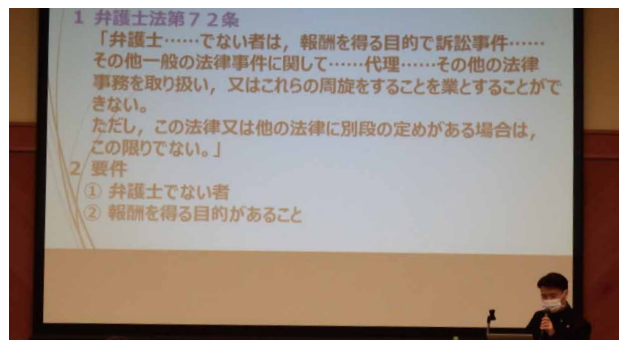 1 弁護士法第７２条
「弁護士……でない者は，報酬を得る目的で訴訟事件……
その他一般の法律事件に関して……代理……その他の法律
事務を取り扱い，又はこれらの周旋をすることを業とすることがで
きない。
ただし，この法律又は他の法律に別段の定めがある場合は，
この限りでない。」
2 要件
① 弁護士でない者
② 報酬を得る目的があること